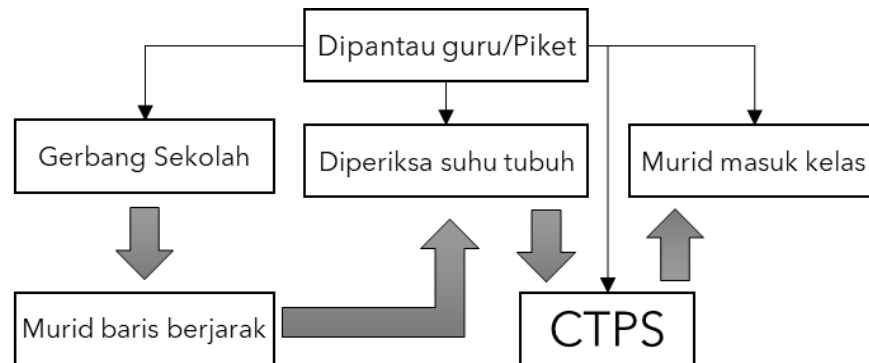 Dipantau guru/Piket
Gerbang Sekolah
Diperiksa suhu tubuh
Murid masuk kelas
Murid baris berjarak
CTPS